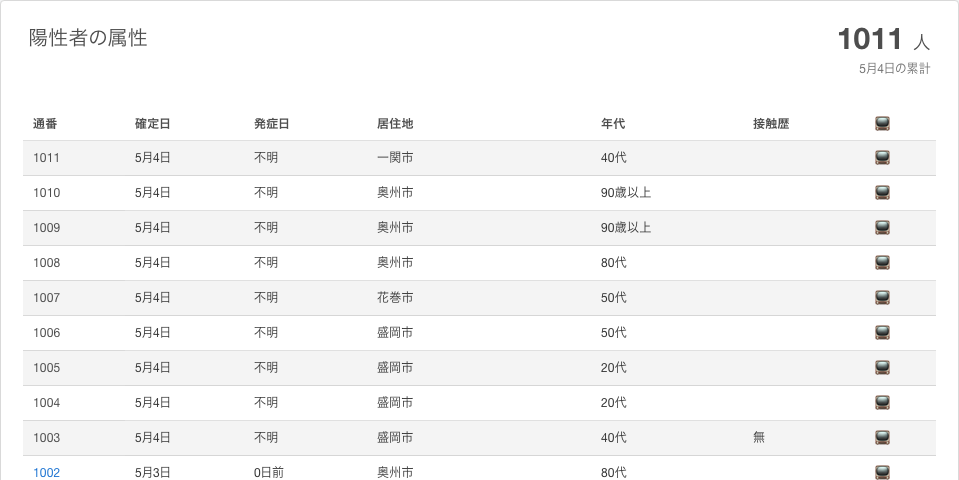 陽性者の属性
1011 人
5月4日の累計
通番 確定日 発症日 居住地 年代 接触歴
1011 5月4日 不明 一関市 40代
1010 5月4日 不明 奥州市 90歳以上
1009 5月4日 不明 奥州市 90歳以上
1008 5月4日 不明 奥州市 80代
1007 5月4日 不明 花巻市 50代
1006 5月4日 不明 盛岡市 50代
1005 5月4日 不明 盛岡市 20代
1004 5月4日 不明 盛岡市 20代
1003 5月4日 不明 盛岡市 40代 無
1002 5月3日 0日前 奥州市 80代